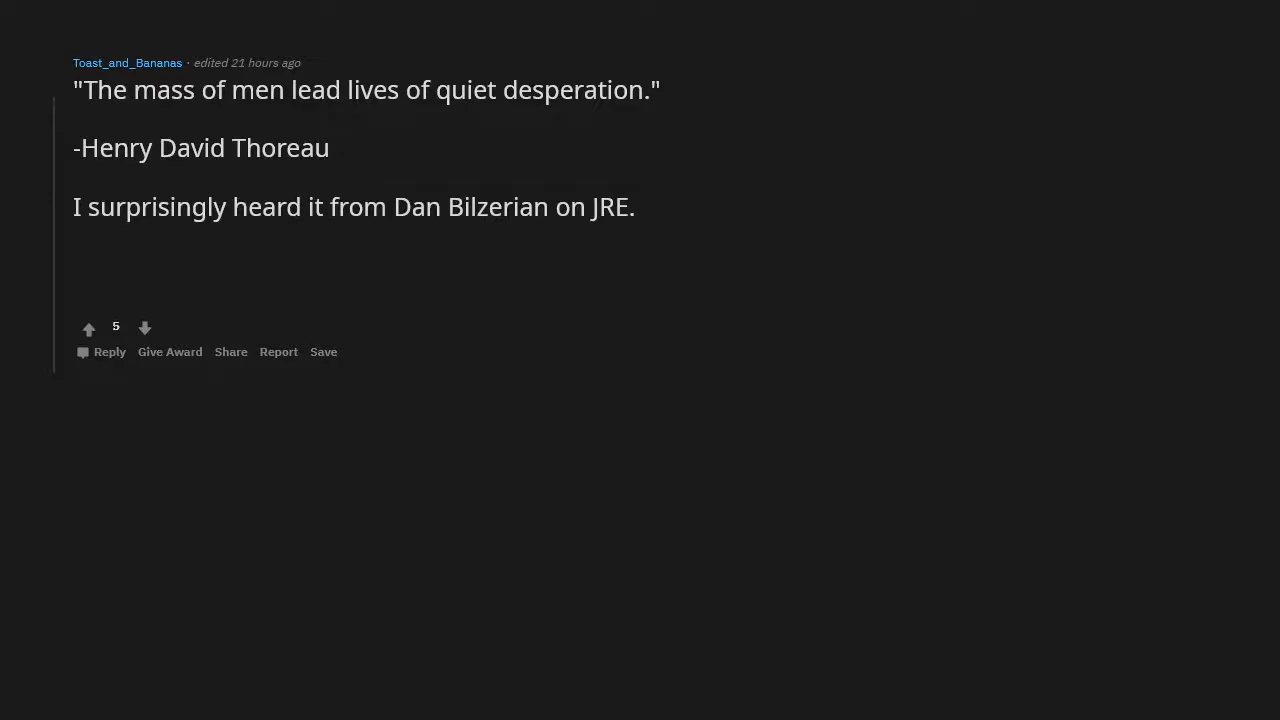 Toast_and_Bananas · edited 21 hours ago
"The mass of men lead lives of quiet desperation."
-Henry David Thoreau
I surprisingly heard it from Dan Bilzerian on JRE.
5
Reply Give Award Share Report Save